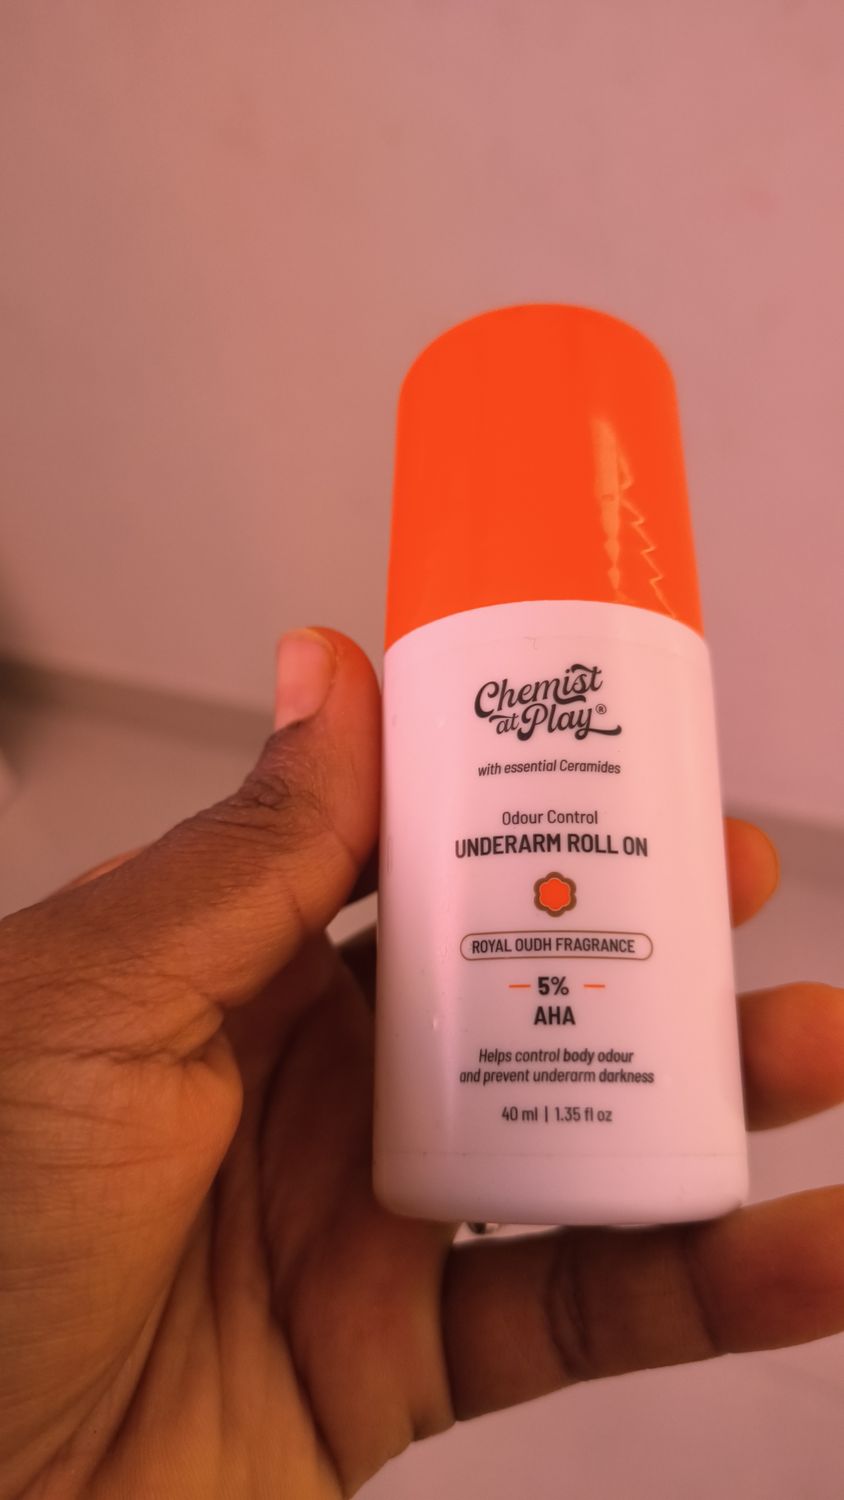 Chemist
at Play®
with essential Ceramides
Odour Control
UNDERARM ROLL ON
ROYAL OUDH FRAGRANCE
5%
AHA
Helps control body odour
and prevent underarm darkness
40 ml | 1.35 fl oz